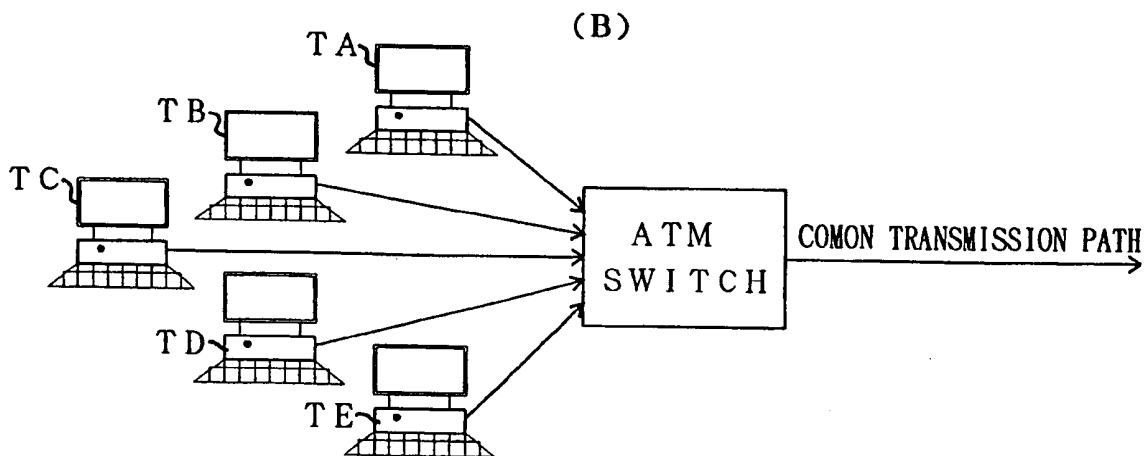 (B)
TA
TB
TC
ATM
SWITCH
COMON TRANSMISSION PATH
TD
TE